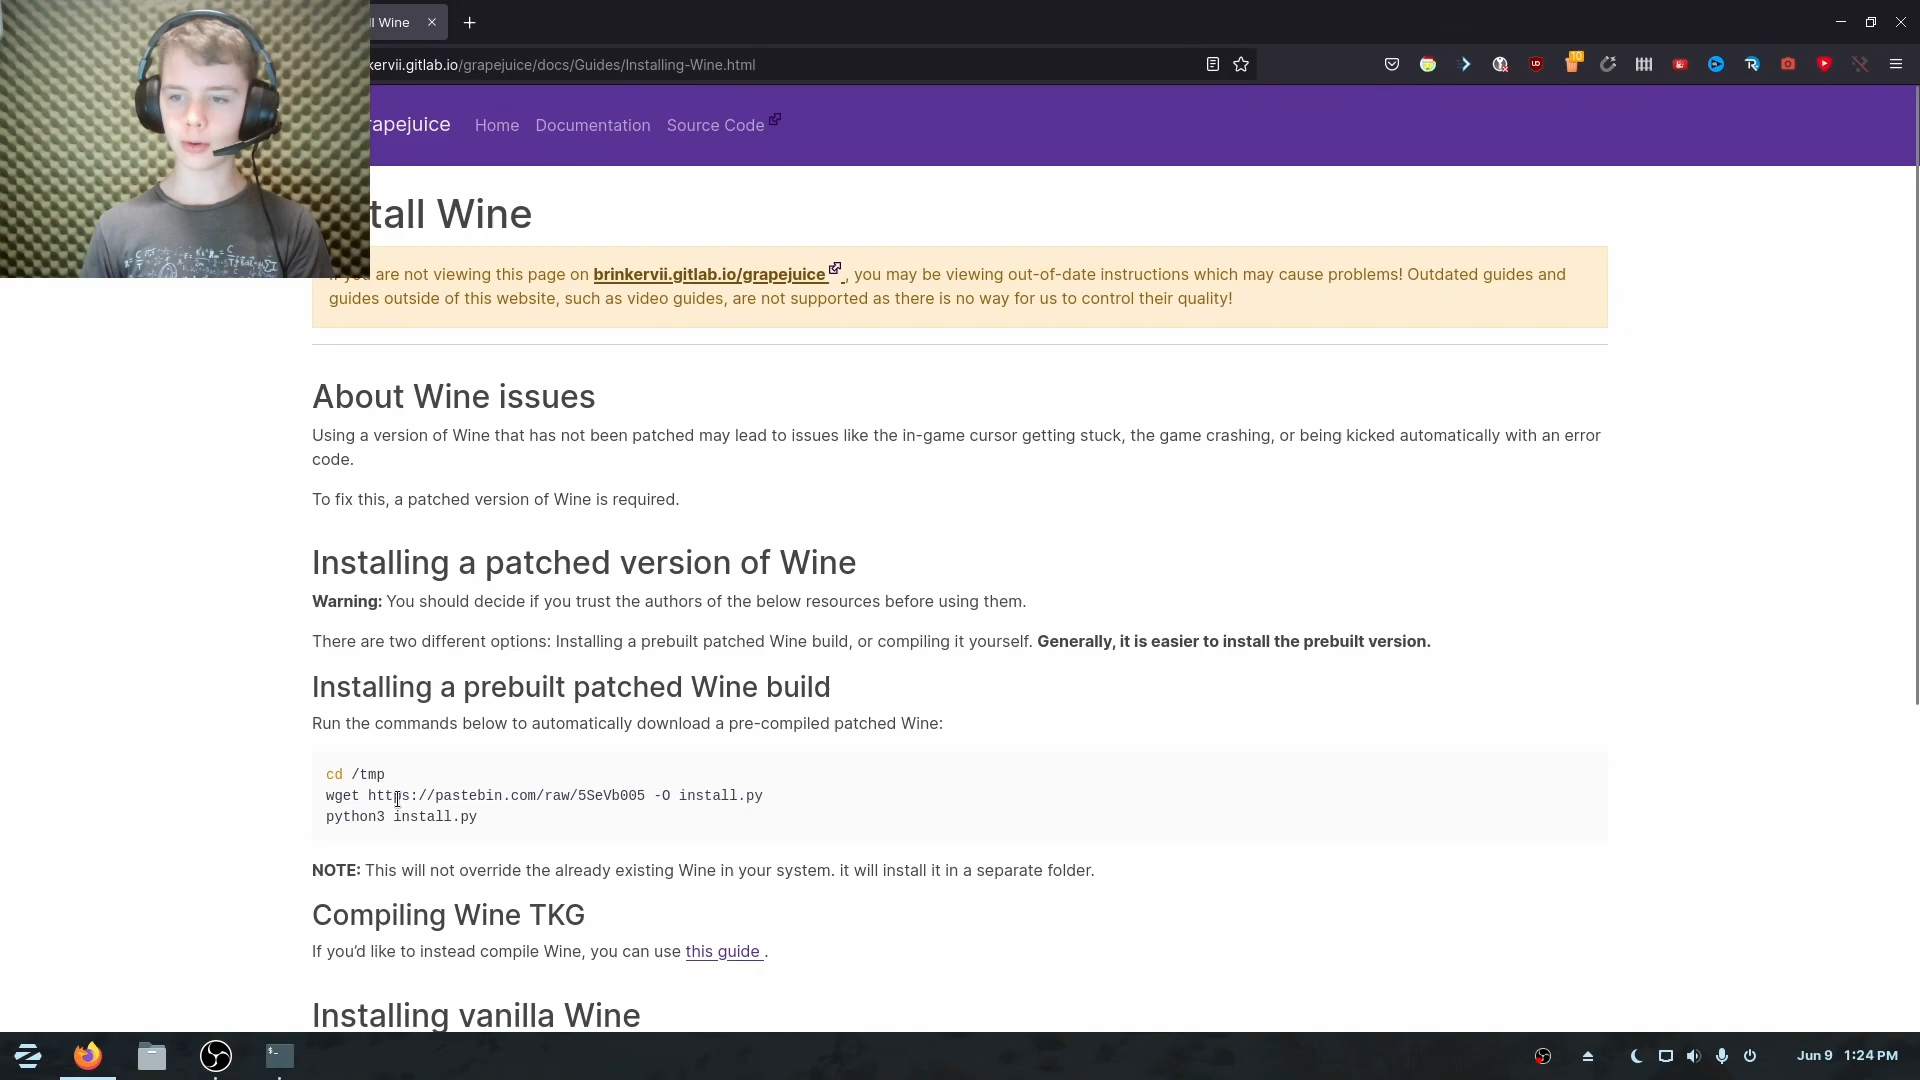 ll Wine
kervii.gitlab.io/grapejuice/docs/Guides/Installing-Wine.html
10
rapejuice Home Documentation Source Code
tall Wine
you are not viewing this page on brinkervii.gitlab.io/grapejuice , you may be viewing out-of-date instructions which may cause problems! Outdated guides and
guides outside of this website, such as video guides, are not supported as there is no way for us to control their quality!
About Wine issues
Using a version of Wine that has not been patched may lead to issues like the in-game cursor getting stuck, the game crashing, or being kicked automatically with an error
code.
To fix this, a patched version of Wine is required.
Installing a patched version of Wine
Warning: You should decide if you trust the authors of the below resources before using them.
There are two different options: Installing a prebuilt patched Wine build, or compiling it yourself. Generally, it is easier to install the prebuilt version.
Installing a prebuilt patched Wine build
Run the commands below to automatically download a pre-compiled patched Wine:
cd /tmp
wget https://pastebin.com/raw/5SeVb005 -O install.py
python3 install.py
NOTE: This will not override the already existing Wine in your system. it will install it in a separate folder.
Compiling Wine TKG
If you'd like to instead compile Wine, you can use this guide .
Installing vanilla Wine
Jun 9 1:24 PM